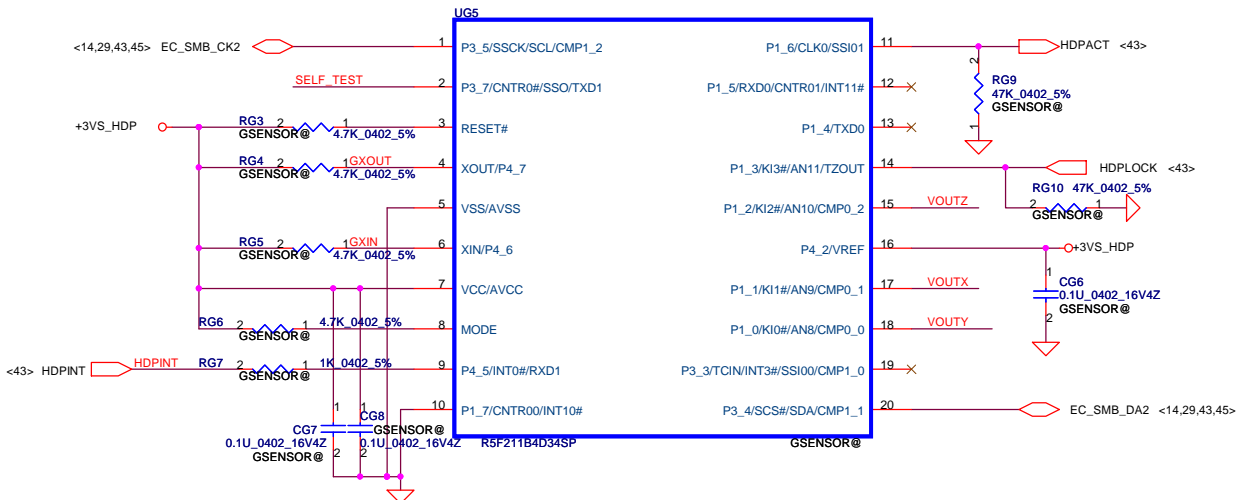 UG5
<14,29,43,45> EC_SMB_CK2 1 P3_5/SSCK/SCL/CMP1_2 P1_6/CLK0/SSI01 11 HDPACT <43>
SELF_TEST 2 P3_7/CNTR0#/SSO/TXD1 P1_5/RXD0/CNTR01/INT11# 12
2 RG9
47K_0402_5%
GSENSOR@
1
+3VS_HDP RG3 2 1 3 RESET# P1_4/TXD0 13
GSENSOR@ 4.7K_0402_5%
RG4 2 1 GXOUT 4 XOUT/P4_7 P1_3/KI3#/AN11/TZOUT 14 HDPLOCK <43>
GSENSOR@ 4.7K_0402_5%
RG10 47K_0402_5%
2 1
GSENSOR@
5 VSS/AVSS P1_2/KI2#/AN10/CMP0_2 15 VOUTZ
RG5 2 1 GXIN 6 XIN/P4_6 P4_2/VREF 16 +3VS_HDP
GSENSOR@ 4.7K_0402_5%
7 VCC/AVCC P1_1/KI1#/AN9/CMP0_1 17 VOUTX
1 CG6
0.1U_0402_16V4Z
GSENSOR@
2
RG6 2 1 4.7K_0402_5% 8 MODE P1_0/KI0#/AN8/CMP0_0 18 VOUTY
GSENSOR@
<43> HDPINT HDPINT RG7 2 1 1K_0402_5% 9 P4_5/INT0#/RXD1 P3_3/TCIN/INT3#/SSI00/CMP1_0 19
GSENSOR@
10 P1_7/CNTR00/INT10# P3_4/SCS#/SDA/CMP1_1 20 EC_SMB_DA2 <14,29,43,45>
1 1
CG7 CG8
GSENSOR@
0.1U_0402_16V4Z 0.1U_0402_16V4Z R5F211B4D34SP GSENSOR@
GSENSOR@ 2 2